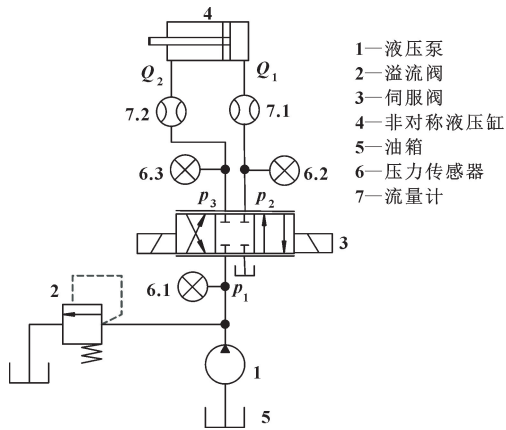 4
Q2
Q1
7.2
7.1
6.3
6.2
p3
p2
3
2
6.1
p1
1
5
1—液压泵
2—溢流阀
3—伺服阀
4—非对称液压缸
5—油箱
6—压力传感器
7—流量计